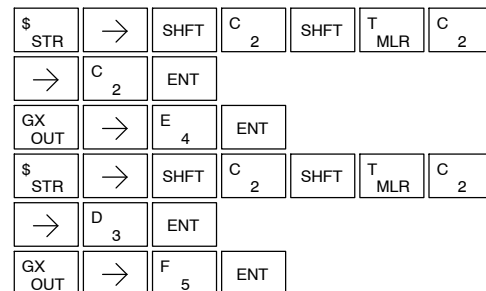 $ STR → SHFT C 2 SHFT T MLR C 2
→ C 2 ENT
GX OUT → E 4 ENT
$ STR → SHFT C 2 SHFT T MLR C 2
→ D 3 ENT
GX OUT → F 5 ENT